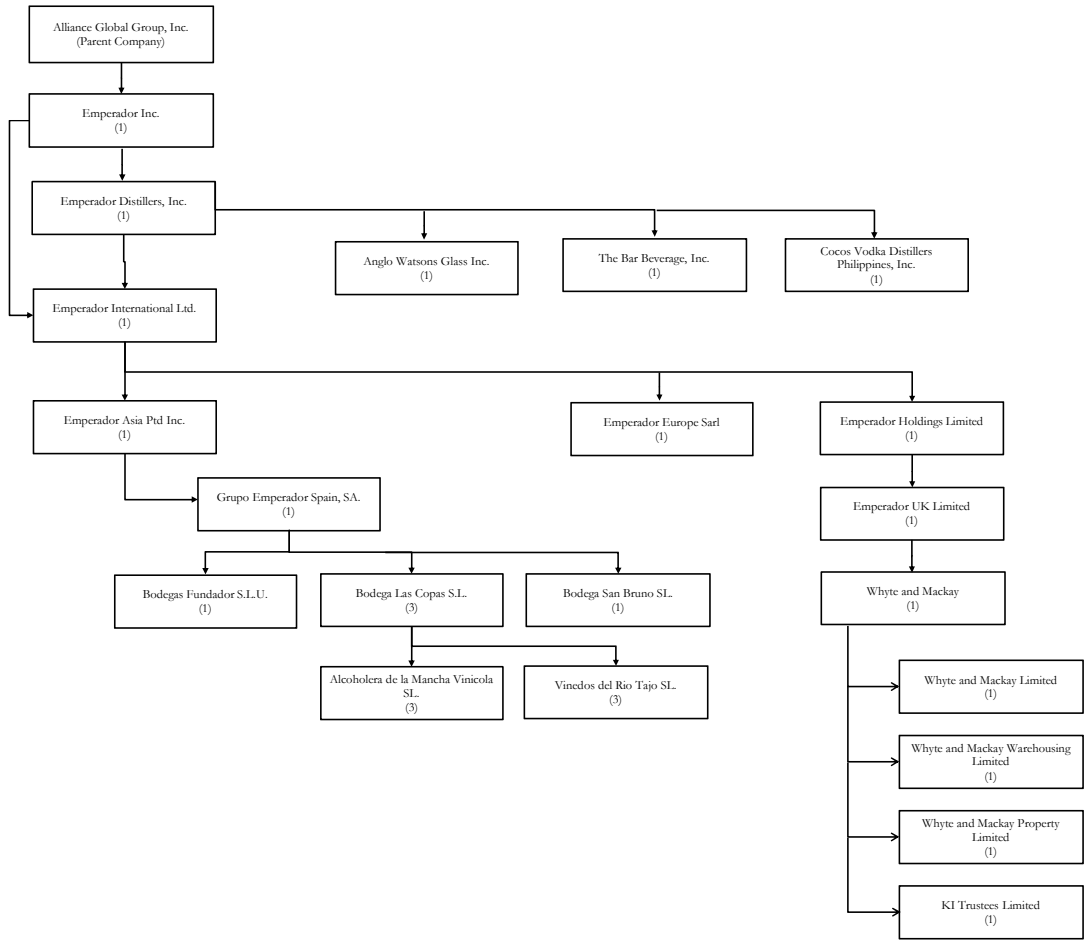 Alliance Global Group, Inc.
(Parent Company)
Emperador Inc.
(1)
Emperador Distillers, Inc.
(1)
Anglo Watsons Glass Inc.
(1)
The Bar Beverage, Inc.
(1)
Cocos Vodka Distillers
Philippines, Inc.
(1)
Emperador International Ltd.
(1)
Emperador Asia Ptd Inc.
(1)
Emperador Europe Sarl
(1)
Emperador Holdings Limited
(1)
Grupo Emperador Spain, SA.
(1)
Emperador UK Limited
(1)
Bodegas Fundador S.L.U.
(1)
Bodega Las Copas S.L.
(3)
Bodega San Bruno SL.
(1)
Whyte and Mackay
(1)
Alcoholera de la Mancha Vinicola
SL.
(3)
Vinedos del Rio Tajo SL.
(3)
Whyte and Mackay Limited
(1)
Whyte and Mackay Warehousing
Limited
(1)
Whyte and Mackay Property
Limited
(1)
KI Trustees Limited
(1)